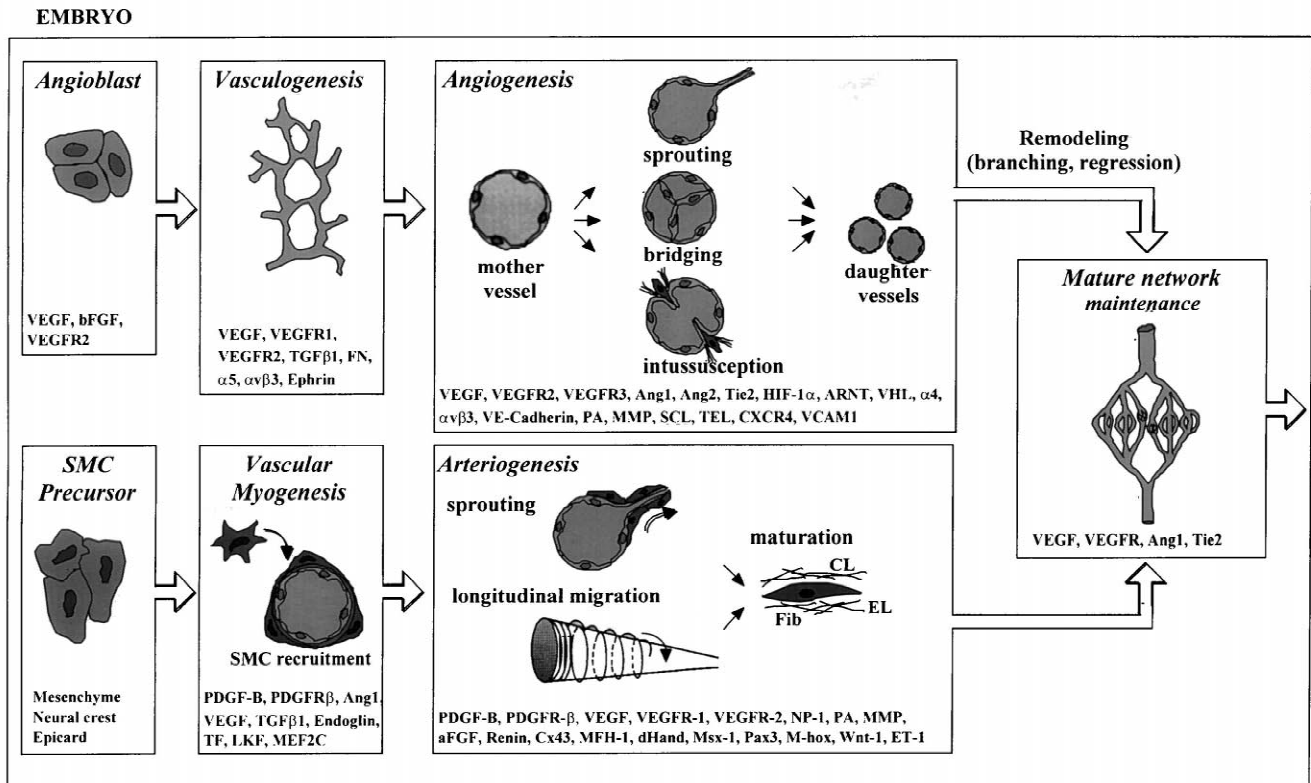 EMBRYO
Angioblast
VEGF, bFGF,
VEGFR2
Vasculogenesis
VEGF, VEGFR1,
VEGFR2, TGFβ1, FN,
α5, αvβ3, Ephrin
Angiogenesis
sprouting
mother
vessel
bridging
daughter
vessels
intussusception
VEGF, VEGFR2, VEGFR3, Ang1, Ang2, Tie2, HIF-1α, ARNT, VHL, α4,
αvβ3, VE-Cadherin, PA, MMP, SCL, TEL, CXCR4, VCAM1
Remodeling
(branching, regression)
Mature network
maintenance
VEGF, VEGFR, Ang1, Tie2
SMC
Precursor
Mesenchyme
Neural crest
Epicard
Vascular
Myogenesis
SMC recruitment
PDGF-B, PDGFRβ, Ang1,
VEGF, TGFβ1, Endoglin,
TF, LKF, MEF2C
Arteriogenesis
sprouting
longitudinal migration
maturation
CL
EL
Fib
PDGF-B, PDGFR-β, VEGF, VEGFR-1, VEGFR-2, NP-1, PA, MMP,
aFGF, Renin, Cx43, MFH-1, dHand, Msx-1, Pax3, M-hox, Wnt-1, ET-1